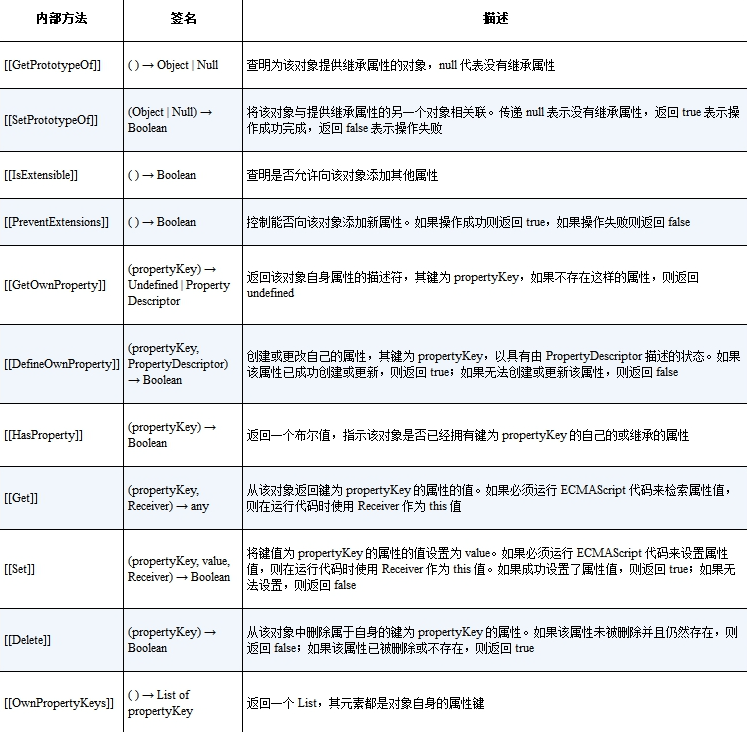 内部方法 签名 描述
[[GetPrototypeOf]] ( ) → Object | Null 查明为该对象提供继承属性的对象，null 代表没有继承属性
[[SetPrototypeOf]] (Object | Null) →
Boolean
将该对象与提供继承属性的另一个对象相关联。传递 null 表示没有继承属性，返回 true 表示操
作成功完成，返回 false 表示操作失败
[[IsExtensible]] ( ) → Boolean 查明是否允许向该对象添加其他属性
[[PreventExtensions]] ( ) → Boolean 控制能否向该对象添加新属性。如果操作成功则返回 true，如果操作失败则返回 false
[[GetOwnProperty]] (propertyKey) →
Undefined | Property
Descriptor
返回该对象自身属性的描述符，其键为 propertyKey，如果不存在这样的属性，则返回
undefined
[[DefineOwnProperty]] (propertyKey,
PropertyDescriptor)
→ Boolean
创建或更改自己的属性，其键为 propertyKey，以具有由 PropertyDescriptor 描述的状态。如果
该属性已成功创建或更新，则返回 true；如果无法创建或更新该属性，则返回 false
[[HasProperty]] (propertyKey) →
Boolean
返回一个布尔值，指示该对象是否已经拥有键为 propertyKey 的自己的或继承的属性
[[Get]] (propertyKey,
Receiver) → any
从该对象返回键为 propertyKey 的属性的值。如果必须运行 ECMAScript 代码来检索属性值，
则在运行代码时使用 Receiver 作为 this 值
[[Set]] (propertyKey, value,
Receiver) → Boolean
将键值为 propertyKey 的属性的值设置为 value。如果必须运行 ECMAScript 代码来设置属性
值，则在运行代码时使用 Receiver 作为 this 值。如果成功设置了属性值，则返回 true；如果无
法设置，则返回 false
[[Delete]] (propertyKey) →
Boolean
从该对象中删除属于自身的键为 propertyKey 的属性。如果该属性未被删除并且仍然存在，则
返回 false；如果该属性已被删除或不存在，则返回 true
[[OwnPropertyKeys]] ( ) → List of
propertyKey
返回一个 List，其元素都是对象自身的属性键